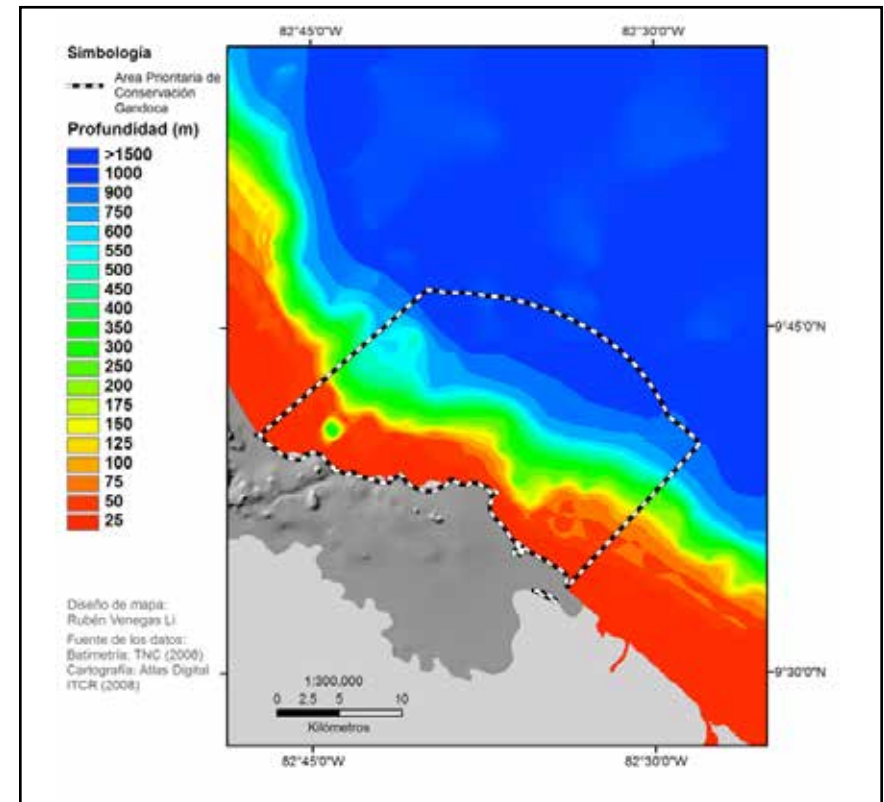 82°45'0"W
82°30'0"W
Simbología
Area Prioritaria de
Conservación
Gandoca
Profundidad (m)
>1500
1000
900
750
600
550
500
450
400
350
300
250
200
175
150
125
100
75
50
25
9°45'0"N
Diseño de mapa:
Rubén Venegas Li
Fuente de los datos:
Batimetría: TNC (2008)
Cartografía: Atlas Digital
ITCR (2008)
1:300,000
0 2.5 5 10
Kilómetros
9°30'0"N
82°45'0"W
82°30'0"W